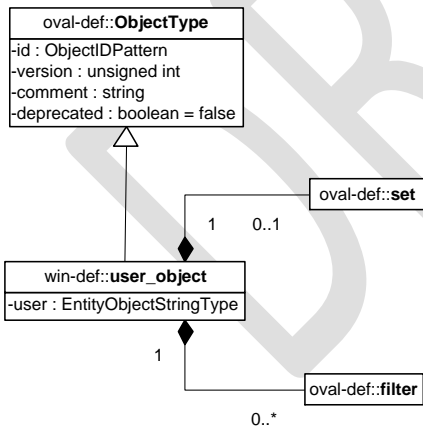 oval-def::ObjectType
-id : ObjectIDPattern
-version : unsigned int
-comment : string
-deprecated : boolean = false
oval-def::set
1 0..1
win-def::user_object
-user : EntityObjectStringType
1
oval-def::filter
0..*